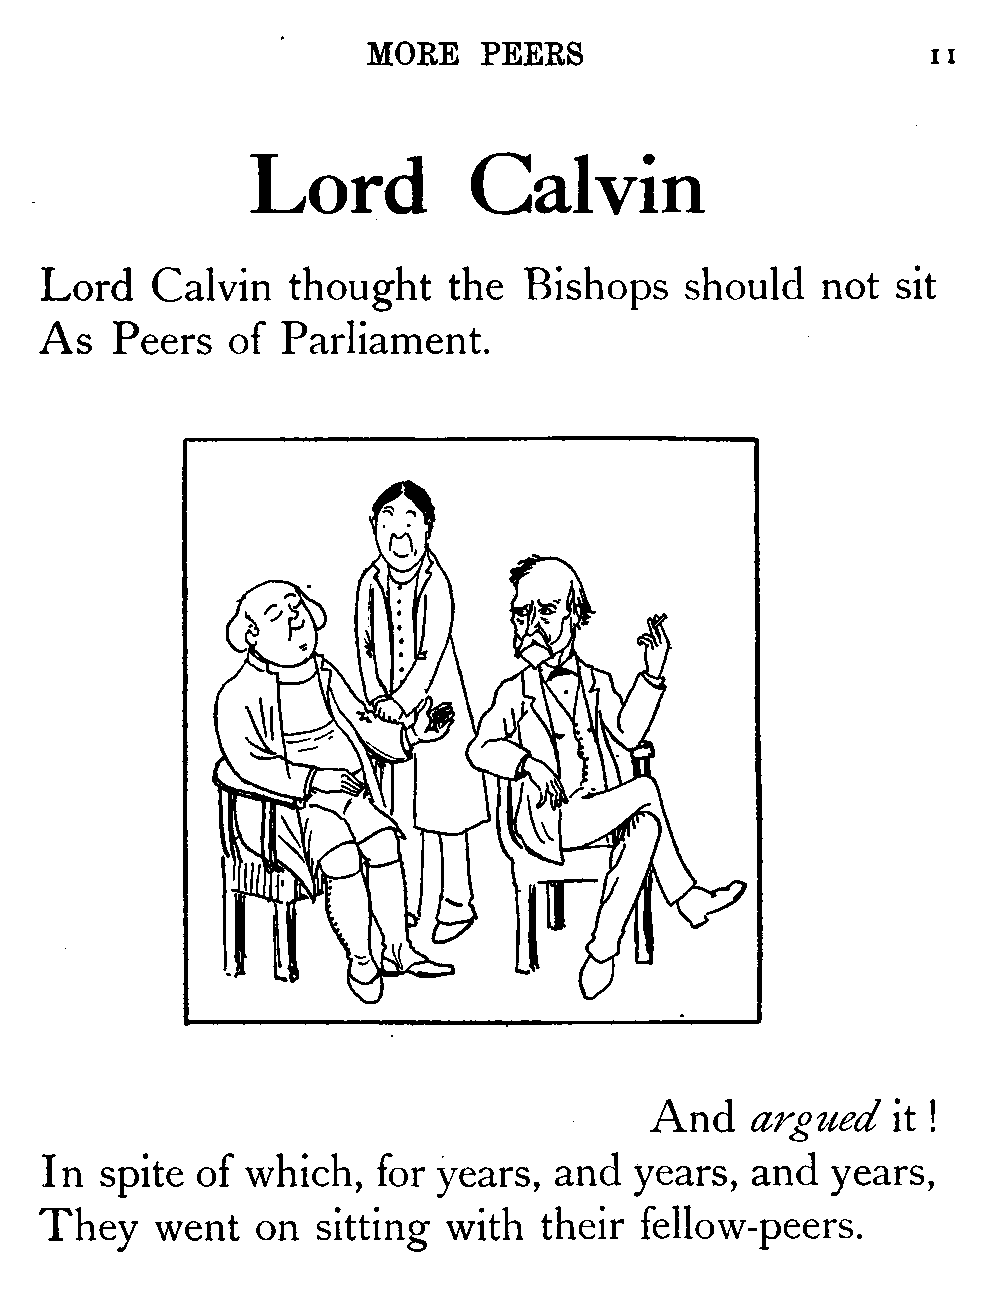 MORE PEERS 11
Lord Calvin
Lord Calvin thought the Bishops should not sit
As Peers of Parliament.
And argued it !
In spite of which, for years, and years, and years,
They went on sitting with their fellow-peers.